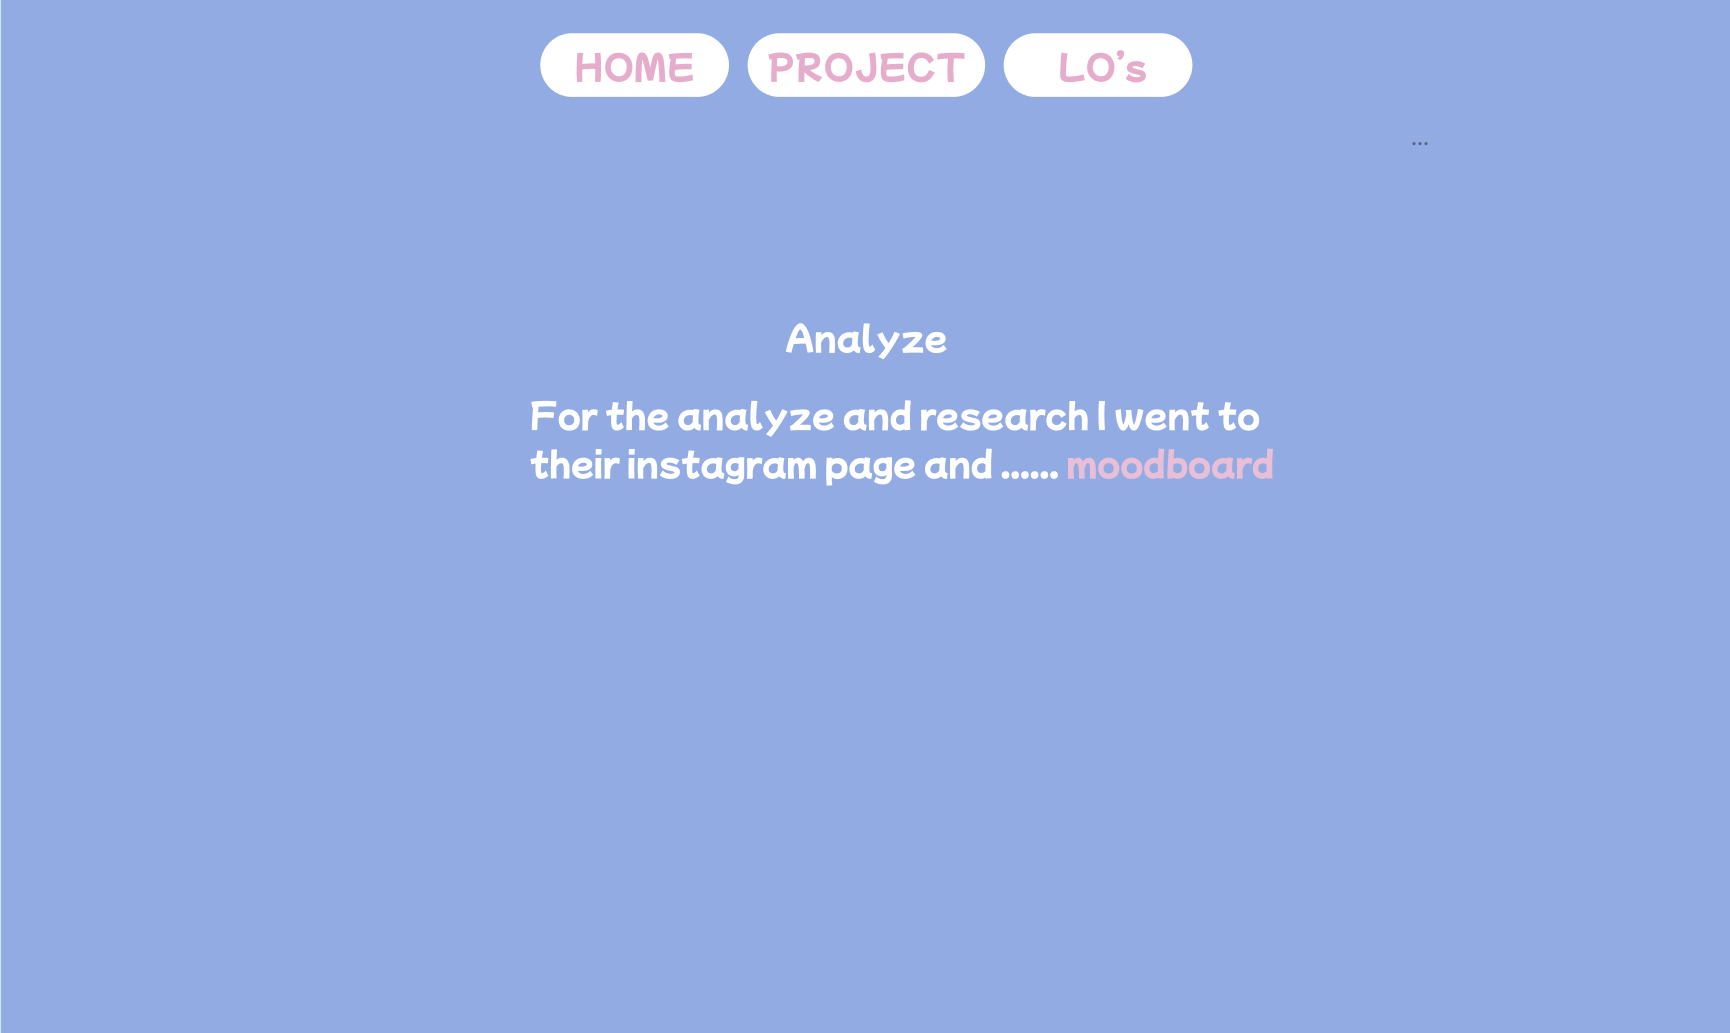 HOME PROJECT LO's
...
Analyze
For the analyze and research I went to
their instagram page and ...... moodboard